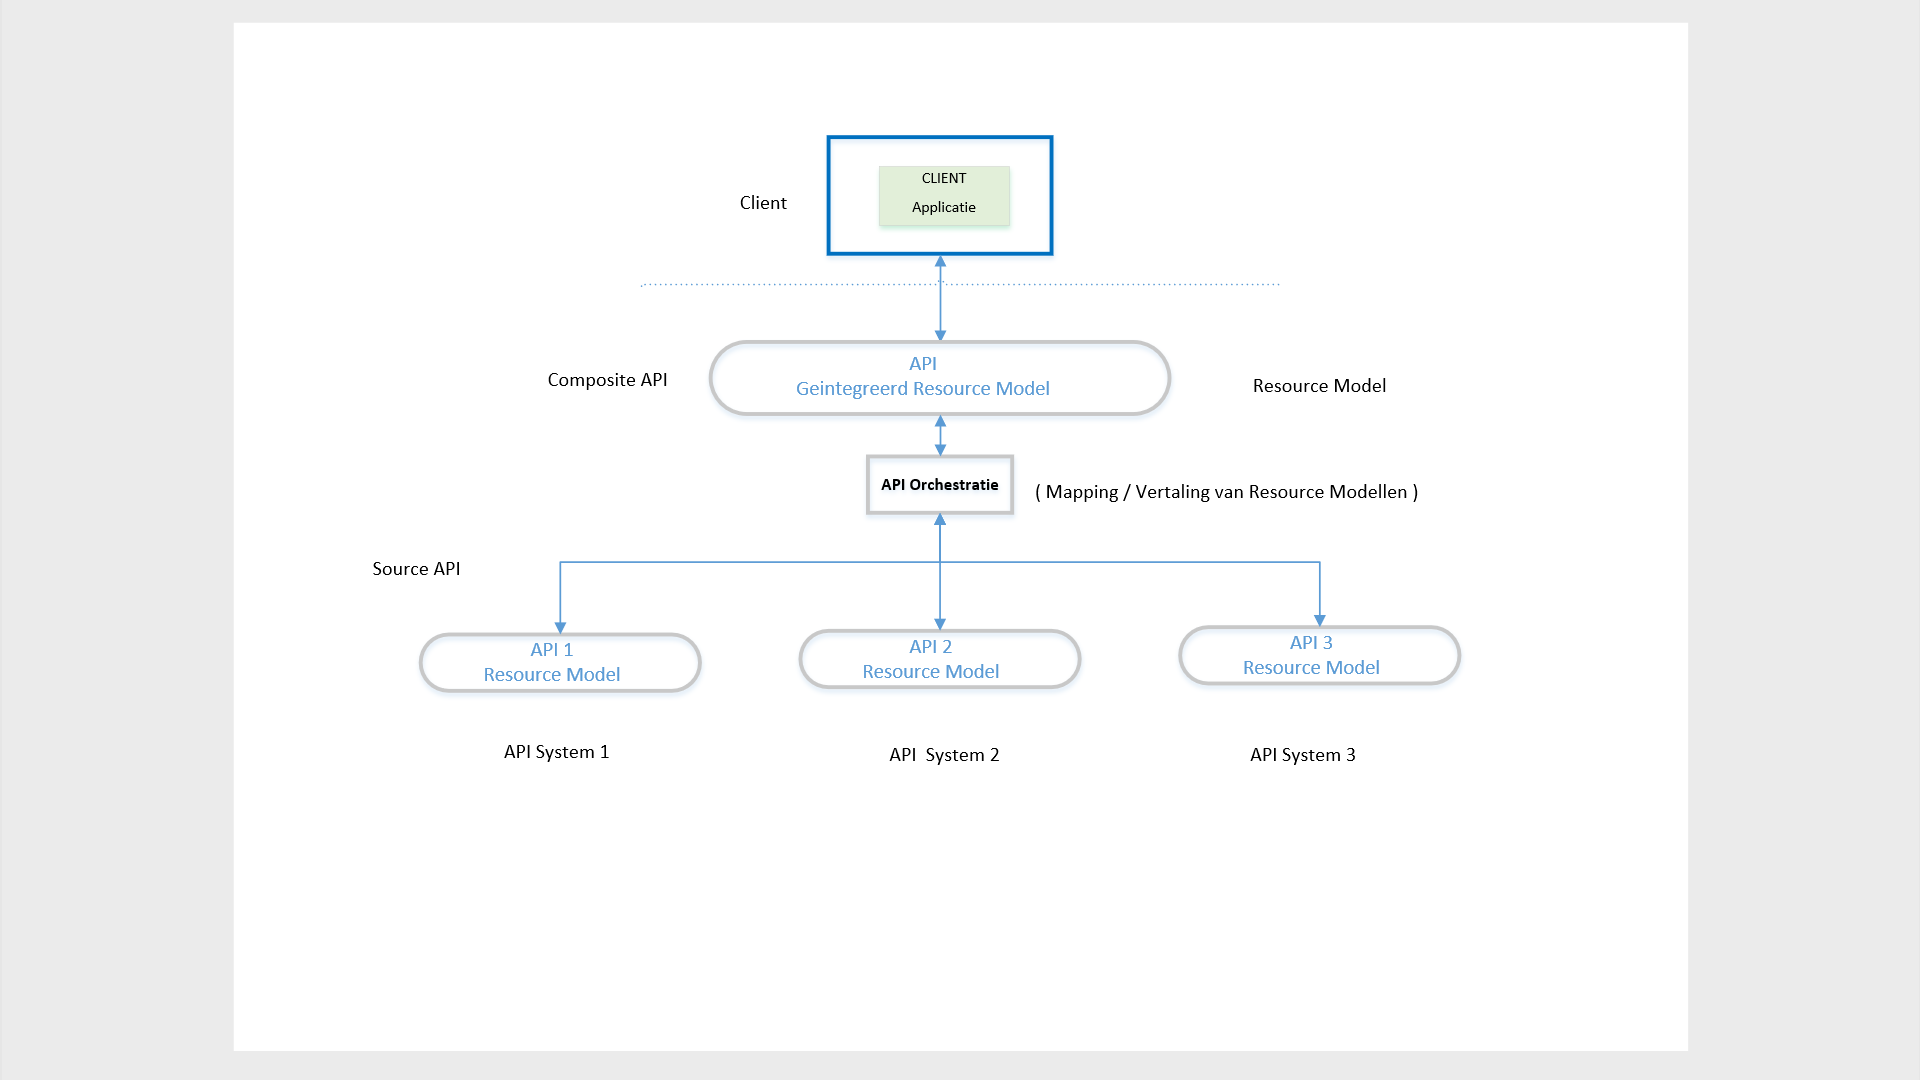 CLIENT
Applicatie
Client
API
Geintegreerd Resource Model
Composite API
Resource Model
API Orchestratie
( Mapping / Vertaling van Resource Modellen )
Source API
API 1
Resource Model
API 2
Resource Model
API 3
Resource Model
API System 1
API  System 2
API System 3